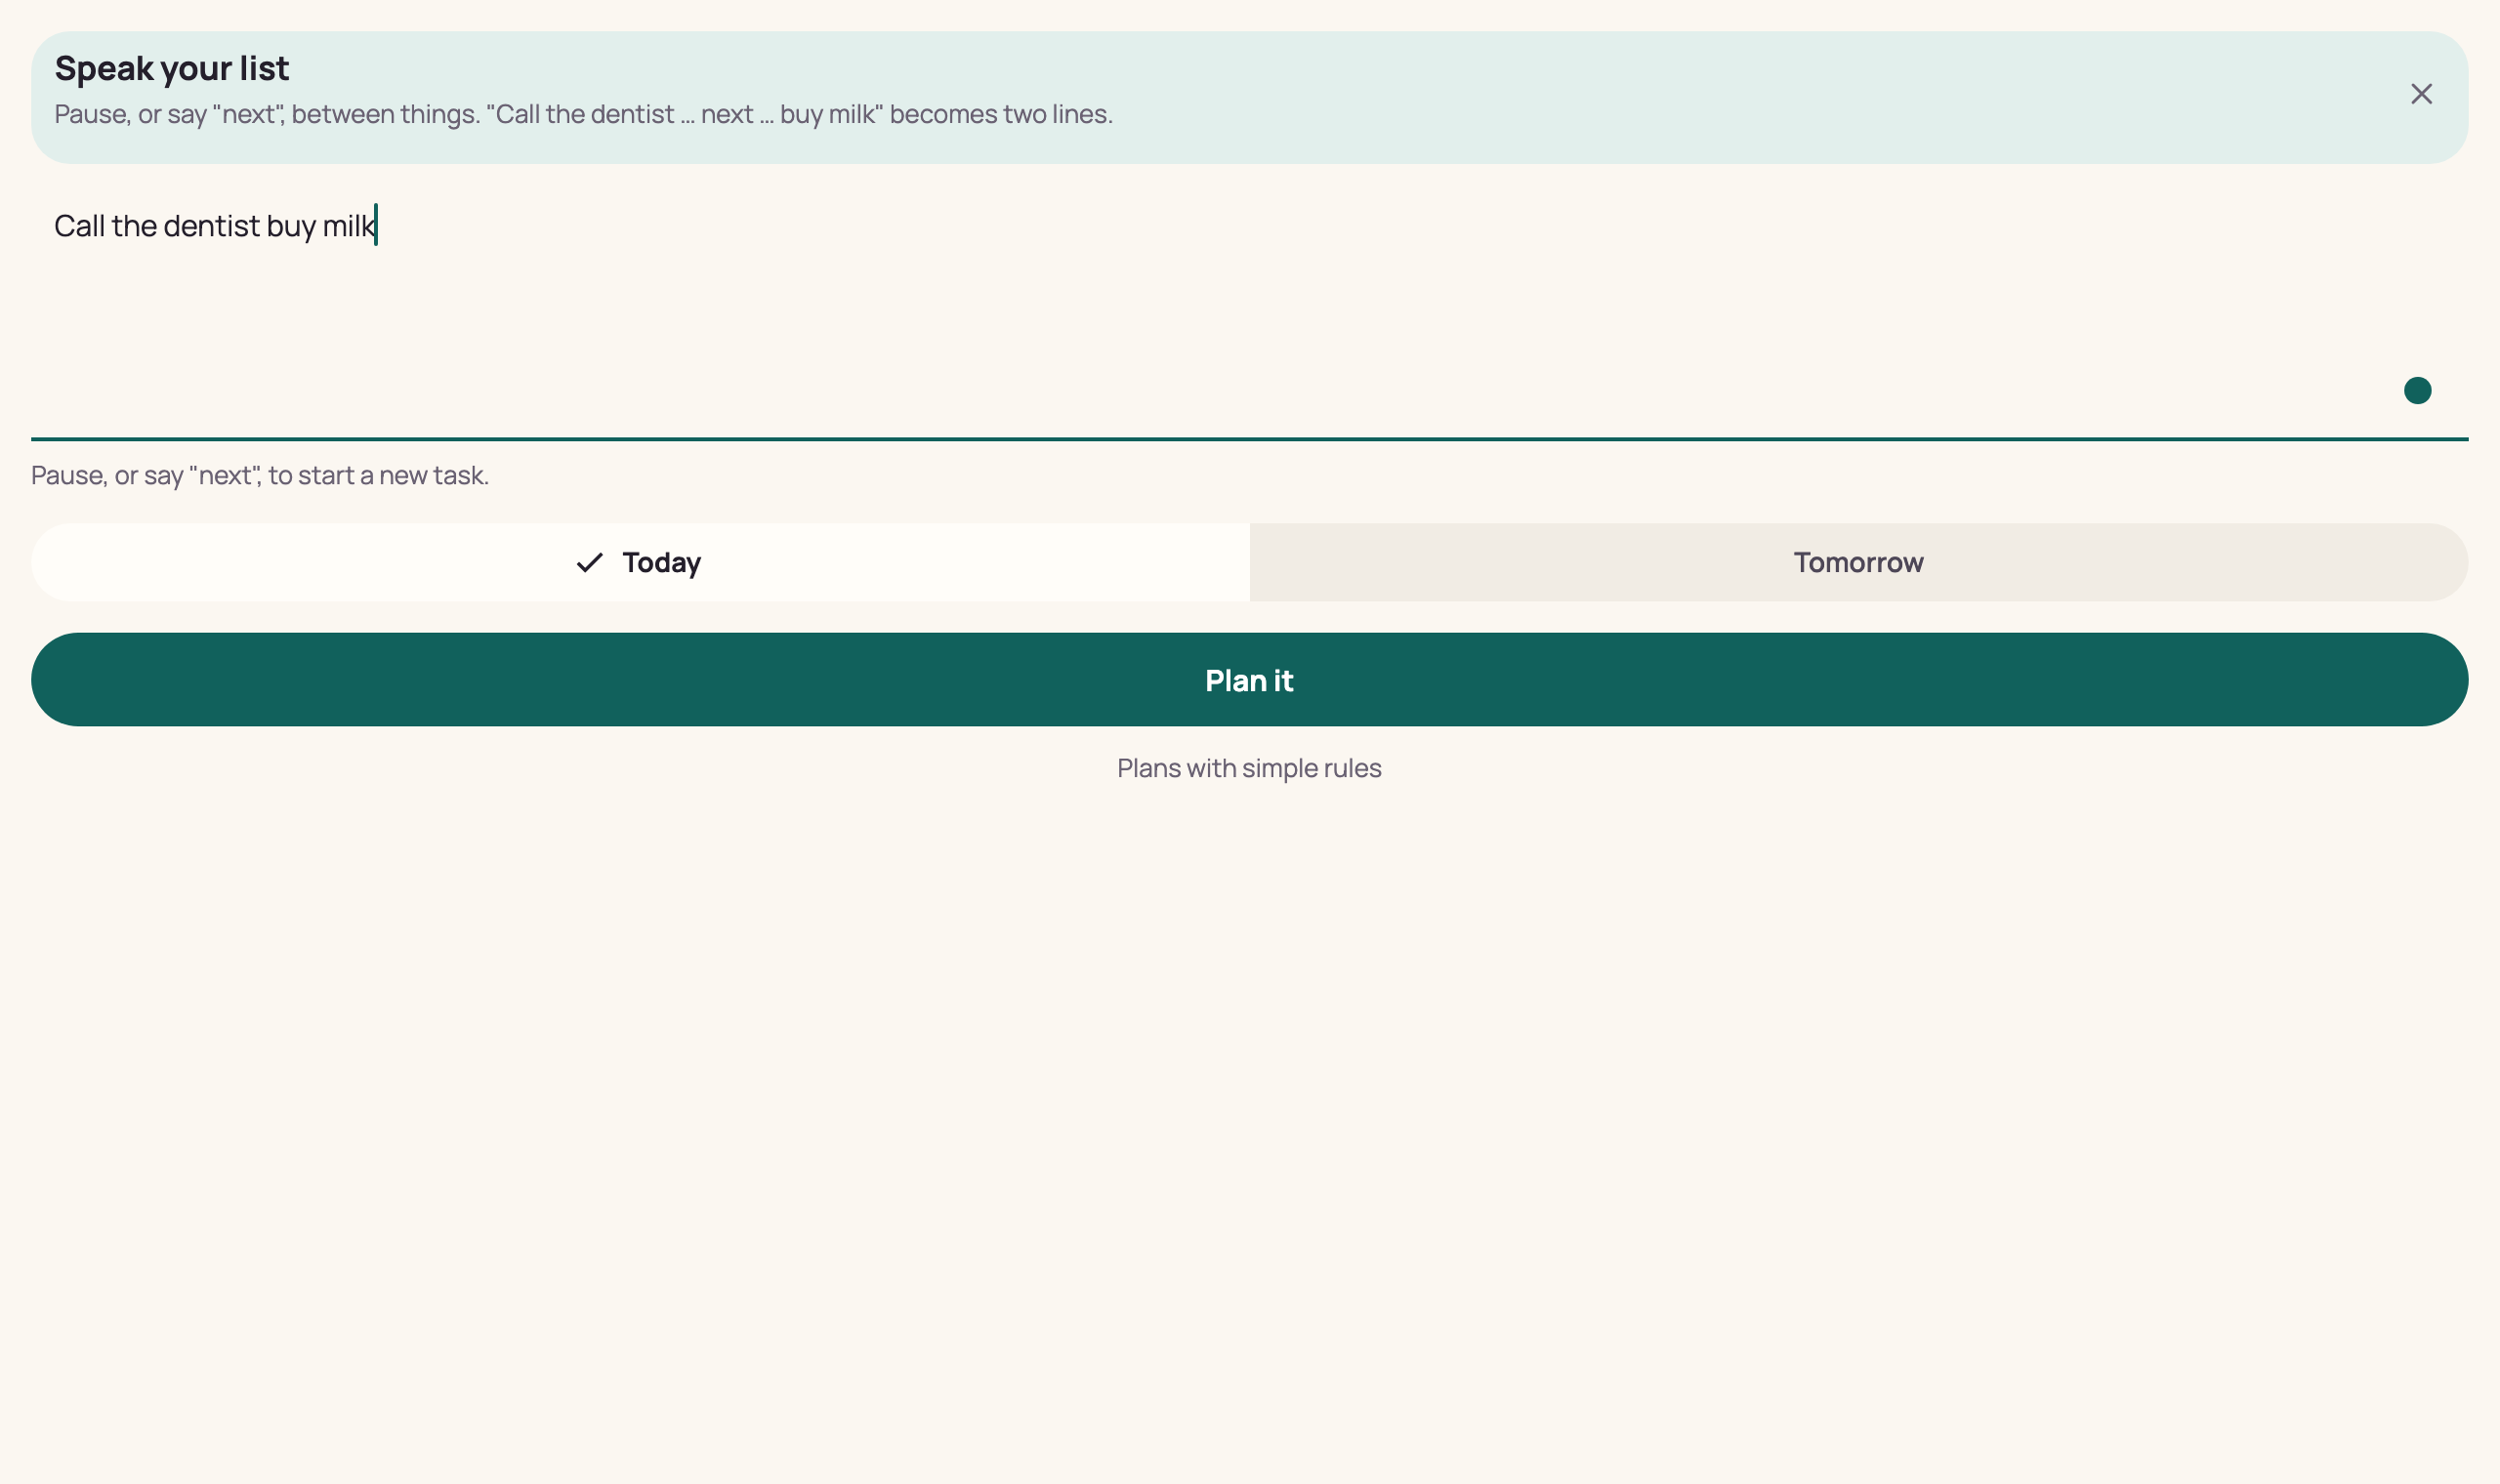 Speak your list
Pause, or say "next", between things. "Call the dentist ... next ... buy milk" becomes two lines.
Call the dentist buy milk
Pause, or say "next", to start a new task.
Today
Tomorrow
Plan it
Plans with simple rules